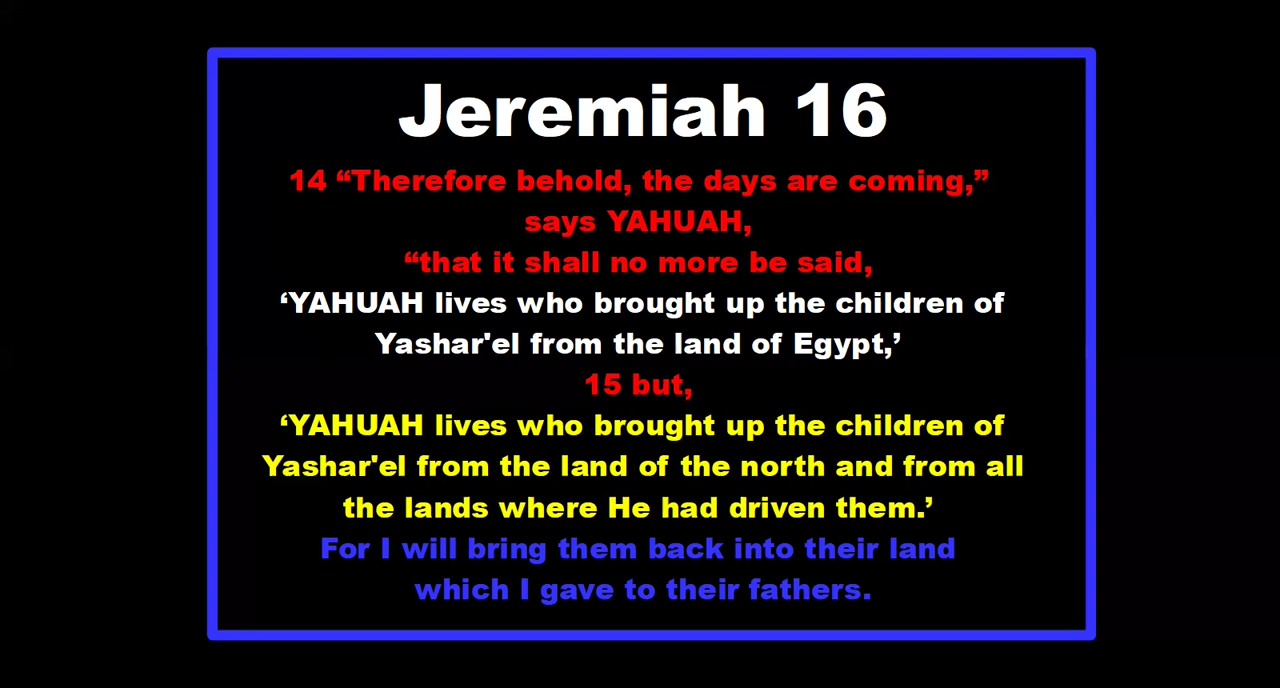 Jeremiah 16
14 “Therefore behold, the days are coming,”
says YAHUAH,
“that it shall no more be said,
‘YAHUAH lives who brought up the children of
Yashar'el from the land of Egypt,’
15 but,
‘YAHUAH lives who brought up the children of
Yashar'el from the land of the north and from all
the lands where He had driven them.’
For I will bring them back into their land
which I gave to their fathers.